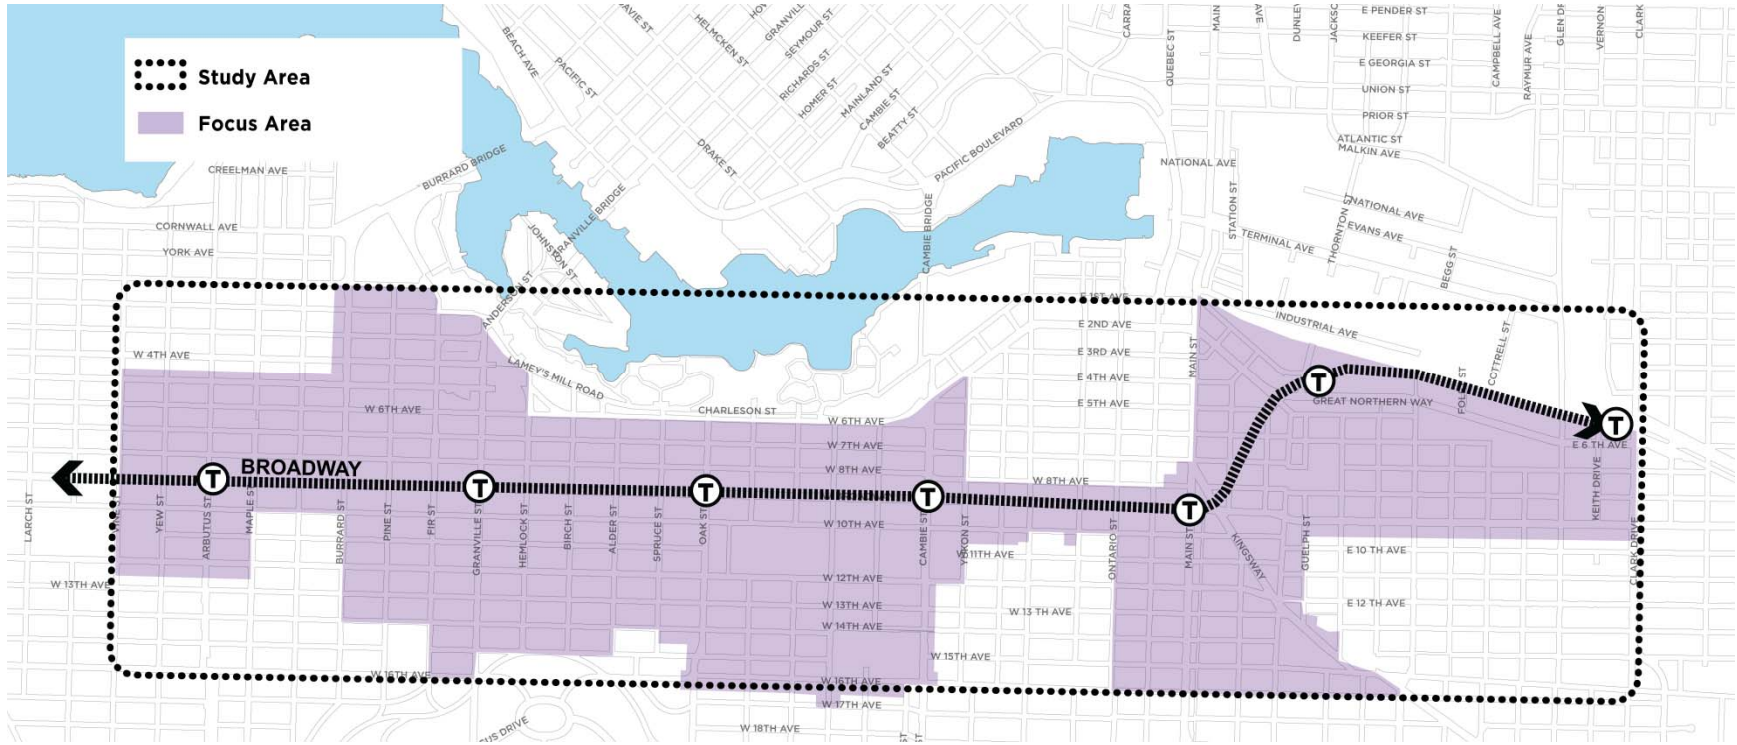 Study Area
Focus Area
BEACH AVE
PACIFIC ST
HELMCKEN ST
GRANVILLE
SEYMOUR ST
RICHARDS ST
HOMER ST
MAINLAND ST
CAMBIE ST
BEATTY ST
DRAKE ST
PACIFIC BOULEVARD
QUEBEC ST
MAIN
E PENDER ST
KEEFER ST
E GEORGIA ST
UNION ST
PRIOR ST
ATLANTIC ST
MALKIN AVE
CAMPBELL AVE
RAYMUR AVE
VERNON
CLARK
NATIONAL AVE
STATION ST
TERMINAL AVE
THORNTON ST
NATIONAL AVE
EVANS AVE
BEGG ST
CREELMAN AVE
BURRARD BRIDGE
CORNWALL AVE
YORK AVE
GRANVILLE BRIDGE
JOHNSTON ST
ANDERSON ST
CAMBIE BRIDGE
E 1ST AVE
E 2ND AVE
E 3RD AVE
E 4TH AVE
E 5TH AVE
MAIN ST
INDUSTRIAL AVE
COTTRELL ST
W 4TH AVE
LAMEY'S MILL ROAD
CHARLESON ST
W 6TH AVE
W 6TH AVE
W 7TH AVE
W 8TH AVE
GREAT NORTHERN WAY
E 6 TH AVE
T
T
BROADWAY
T
T
T
T
T
W 8TH AVE
LARCH ST
YEW ST
ARBUTUS ST
MAPLE ST
BURRARD ST
PINE ST
FIR ST
GRANVILLE ST
HEMLOCK ST
BIRCH ST
ALDER ST
SPRUCE ST
OAK ST
W 10TH AVE
CAMBIE ST
YUKON ST
W 11TH AVE
ONTARIO ST
MAIN ST
KINGSWAY
GUELPH ST
KEITH DRIVE
CLARK DRIVE
E 10 TH AVE
W 12TH AVE
W 13TH AVE
W 13TH AVE
W 13 TH AVE
E 12 TH AVE
W 14TH AVE
W 15TH AVE
W 16TH AVE
W 16TH AVE
W 17TH AVE
W 18TH AVE